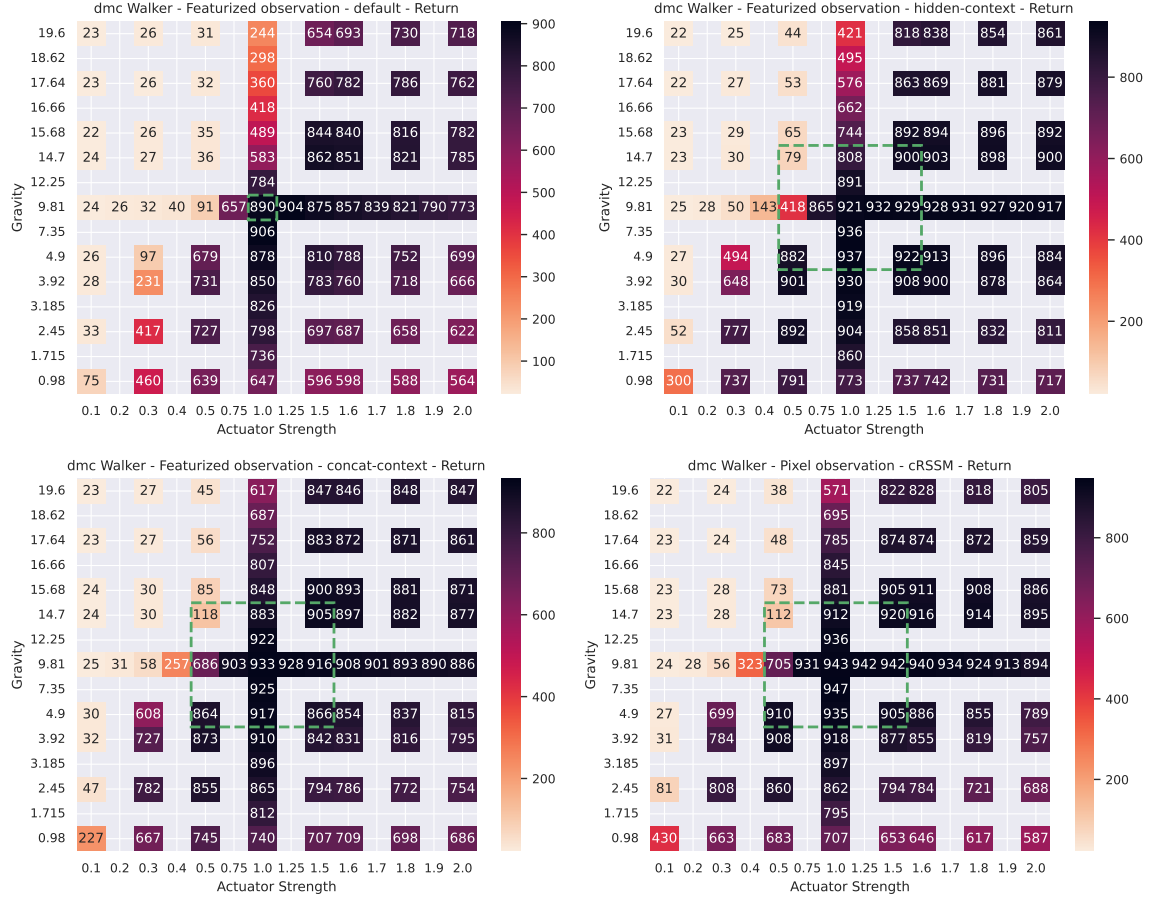 dmc Walker - Featurized observation - default - Return
19.6 23 26 31 244 654 693 730 718
18.62 298
17.64 23 26 32 360 760 782 786 762
16.66 418
15.68 22 26 35 489 844 840 816 782
14.7 24 27 36 583 862 851 821 785
12.25 784
9.81 24 26 32 40 91 657 890 904 875 857 839 821 790 773
7.35 906
4.9 26 97 679 878 810 788 752 699
3.92 28 231 731 850 783 760 718 666
3.185 826
2.45 33 417 727 798 697 687 658 622
1.715 736
0.98 75 460 639 647 596 598 588 564
0.1 0.2 0.3 0.4 0.5 0.75 1.0 1.25 1.5 1.6 1.7 1.8 1.9 2.0
Actuator Strength
Gravity
900
800
700
600
500
400
300
200
100
dmc Walker - Featurized observation - hidden-context - Return
19.6 22 25 44 421 818 838 854 861
18.62 495
17.64 22 27 53 576 863 869 881 879
16.66 662
15.68 23 29 65 744 892 894 896 892
14.7 23 30 79 808 900 903 898 900
12.25 891
9.81 25 28 50 143 418 865 921 932 929 928 931 927 920 917
7.35 936
4.9 27 494 882 937 922 913 896 884
3.92 30 648 901 930 908 900 878 864
3.185 919
2.45 52 777 892 904 858 851 832 811
1.715 860
0.98 300 737 791 773 737 742 731 717
0.1 0.2 0.3 0.4 0.5 0.75 1.0 1.25 1.5 1.6 1.7 1.8 1.9 2.0
Actuator Strength
Gravity
800
600
400
200
dmc Walker - Featurized observation - concat-context - Return
19.6 23 27 45 617 847 846 848 847
18.62 687
17.64 23 27 56 752 883 872 871 861
16.66 807
15.68 24 30 85 848 900 893 881 871
14.7 24 30 118 883 905 897 882 877
12.25 922
9.81 25 31 58 257 686 903 933 928 916 908 901 893 890 886
7.35 925
4.9 30 608 864 917 866 854 837 815
3.92 32 727 873 910 842 831 816 795
3.185 896
2.45 47 782 855 865 794 786 772 754
1.715 812
0.98 227 667 745 740 707 709 698 686
0.1 0.2 0.3 0.4 0.5 0.75 1.0 1.25 1.5 1.6 1.7 1.8 1.9 2.0
Actuator Strength
Gravity
800
600
400
200
dmc Walker - Pixel observation - cRSSM - Return
19.6 22 24 38 571 822 828 818 805
18.62 695
17.64 23 24 48 785 874 874 872 859
16.66 845
15.68 23 28 73 881 905 911 908 886
14.7 23 28 112 912 920 916 914 895
12.25 936
9.81 24 28 56 323 705 931 943 942 942 940 934 924 913 894
7.35 947
4.9 27 699 910 935 905 886 855 789
3.92 31 784 908 918 877 855 819 757
3.185 897
2.45 81 808 860 862 794 784 721 688
1.715 795
0.98 430 663 683 707 653 646 617 587
0.1 0.2 0.3 0.4 0.5 0.75 1.0 1.25 1.5 1.6 1.7 1.8 1.9 2.0
Actuator Strength
Gravity
800
600
400
200